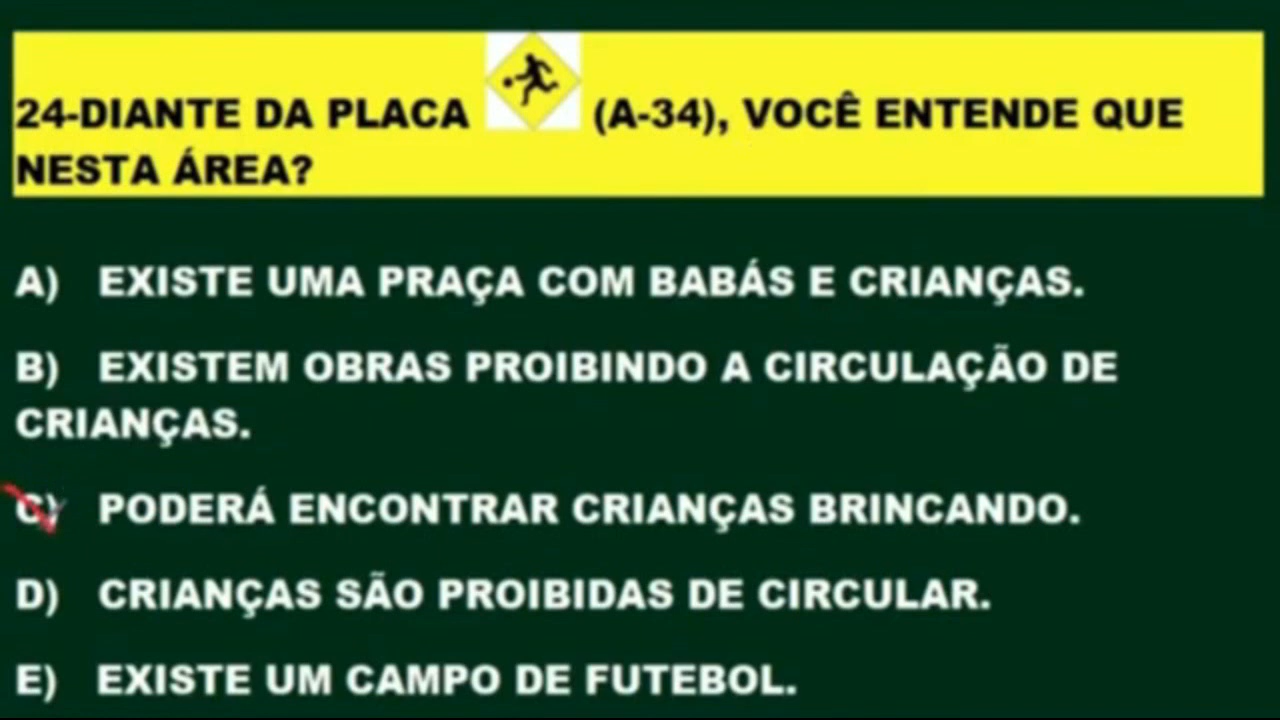 24-DIANTE DA PLACA (A-34), VOCÊ ENTENDE QUE
NESTA ÁREA?
A) EXISTE UMA PRAÇA COM BABÁS E CRIANÇAS.
B) EXISTEM OBRAS PROIBINDO A CIRCULAÇÃO DE
CRIANÇAS.
C) PODERÁ ENCONTRAR CRIANÇAS BRINCANDO.
D) CRIANÇAS SÃO PROIBIDAS DE CIRCULAR.
E) EXISTE UM CAMPO DE FUTEBOL.